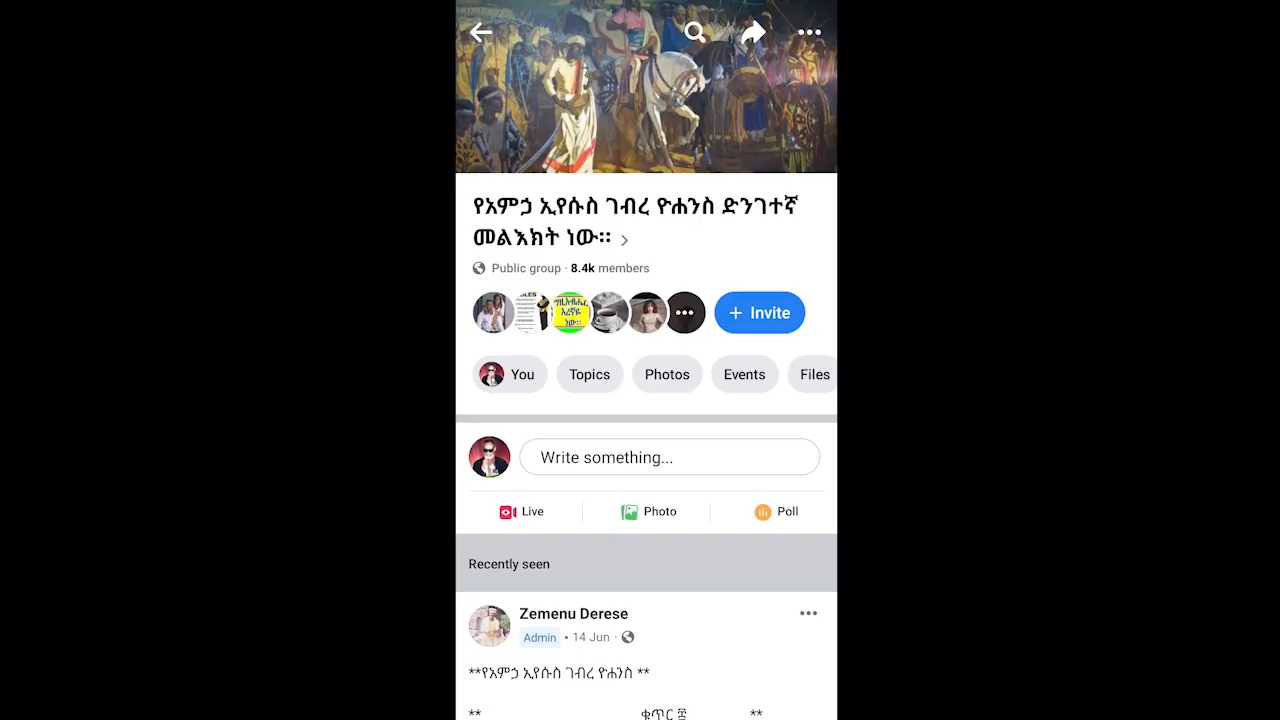 የአምኃ ኢየሱስ ገብረ ዮሐንስ ድንገተኛ
መልእክት ነው።
Public group · 8.4k members
Invite
You
Topics
Photos
Events
Files
Write something...
Live
Photo
Poll
Recently seen
Zemenu Derese
Admin • 14 Jun ·
**የአምኃ ኢየሱስ ገብረ ዮሐንስ **
** ቁጥር ፷ **